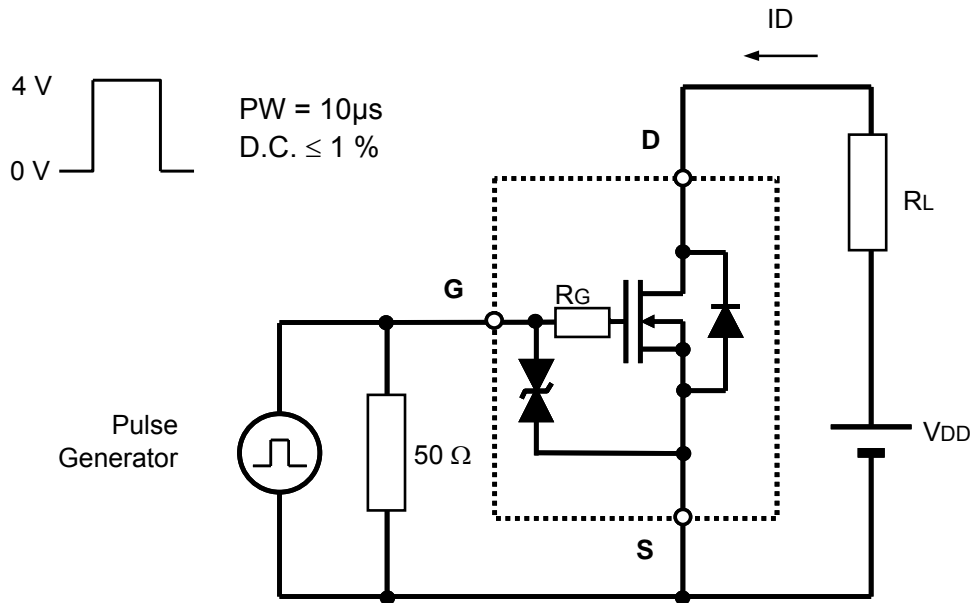 ID
4 V
0 V
PW = 10µs
D.C. ≤ 1 %
D
RL
G
RG
Pulse
Generator
50 Ω
VDD
S